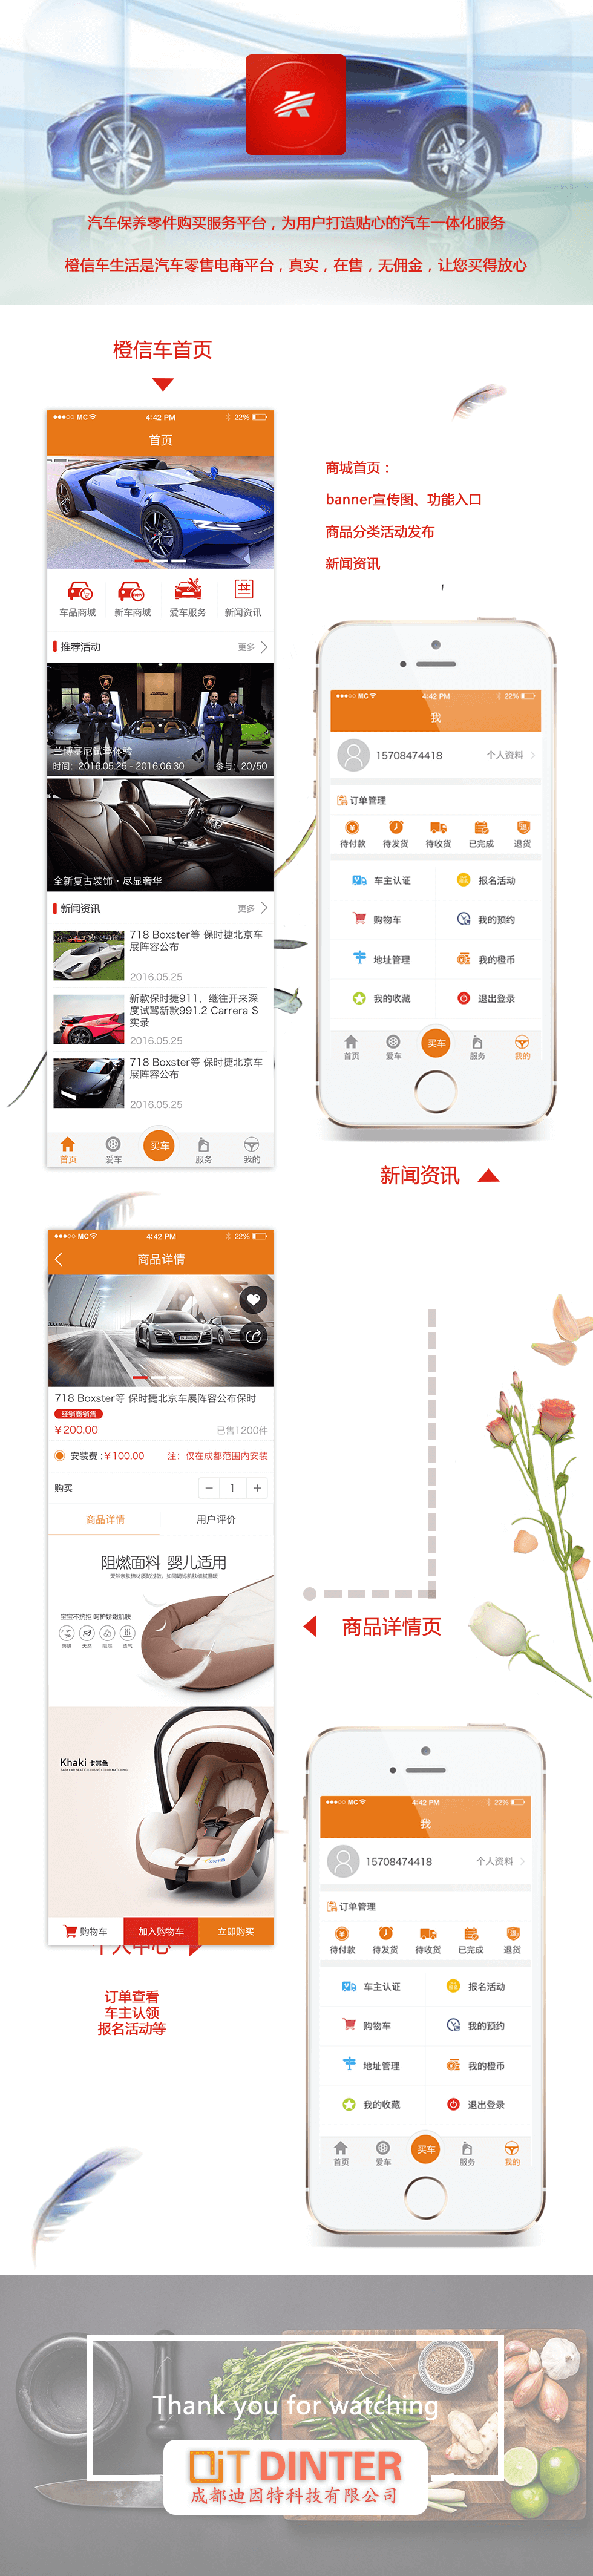 汽车保养零件购买服务平台，为用户打造贴心的汽车一体化服务
橙信车生活是汽车零售电商平台，真实，在售，无佣金，让您买得放心
橙信车首页
MC 4:42 PM 22%
首页
车品商城 新车商城 爱车服务 新闻资讯
推荐活动 更多
兰博基尼试驾体验
时间：2016.05.25 - 2016.06.30 参与：20/50
全新复古装饰·尽显奢华
新闻资讯 更多
718 Boxster等 保时捷北京车
展阵容公布
2016.05.25
新款保时捷911，继往开来深
度试驾新款991.2 Carrera S
实录
2016.05.25
718 Boxster等 保时捷北京车
展阵容公布
2016.05.25
首页 爱车 买车 服务 我的
商城首页：
banner宣传图、功能入口
商品分类活动发布
新闻资讯
MC 4:42 PM 22%
我
15708474418 个人资料
订单管理
待付款 待发货 待收货 已完成 退货
车主认证 报名活动
购物车 我的预约
地址管理 我的橙币
我的收藏 退出登录
首页 爱车 买车 服务 我的
新闻资讯
MC 4:42 PM 22%
商品详情
718 Boxster等 保时捷北京车展阵容公布保时
经销商销售
¥200.00 已售1200件
安装费：¥100.00 注：仅在成都范围内安装
购买 − 1 +
商品详情 用户评价
阻燃面料 婴儿适用
宝宝不抗拒 呵护娇嫩肌肤
防螨 天然 阻燃 透气
Khaki 卡其色
BABY CAR SEAT EXCLUSIVE COLOR MATCHING
购物车 加入购物车 立即购买
商品详情页
个人中心
订单查看
车主认领
报名活动等
MC 4:42 PM 22%
我
15708474418 个人资料
订单管理
待付款 待发货 待收货 已完成 退货
车主认证 报名活动
购物车 我的预约
地址管理 我的橙币
我的收藏 退出登录
首页 爱车 买车 服务 我的
Thank you for watching
DIT DINTER
成都迪因特科技有限公司